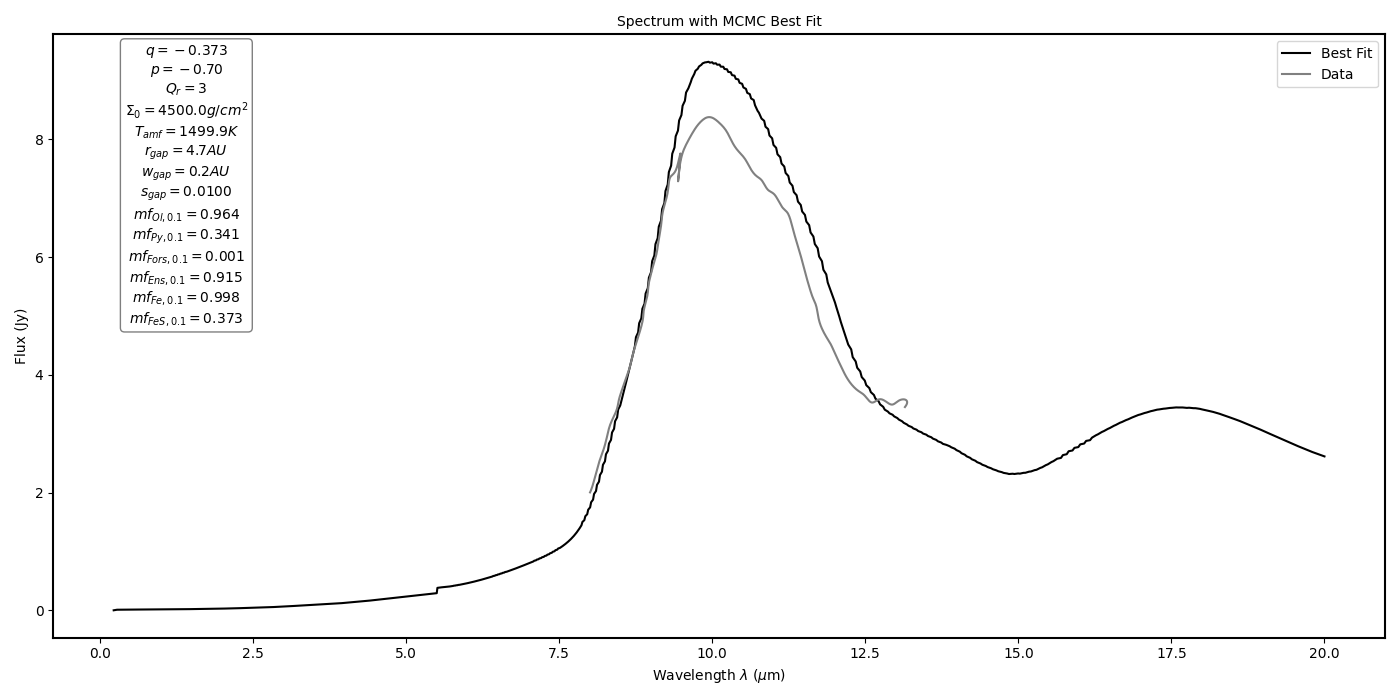 Spectrum with MCMC Best Fit
q = −0.373
p = −0.70
Q_r = 3
Σ_0 = 4500.0g/cm^2
T_amf = 1499.9K
r_gap = 4.7AU
w_gap = 0.2AU
s_gap = 0.0100
mf_Ol,0.1 = 0.964
mf_Py,0.1 = 0.341
mf_Fors,0.1 = 0.001
mf_Ens,0.1 = 0.915
mf_Fe,0.1 = 0.998
mf_FeS,0.1 = 0.373
Best Fit
Data
Flux (Jy)
8
6
4
2
0
0.0 2.5 5.0 7.5 10.0 12.5 15.0 17.5 20.0
Wavelength λ (μm)